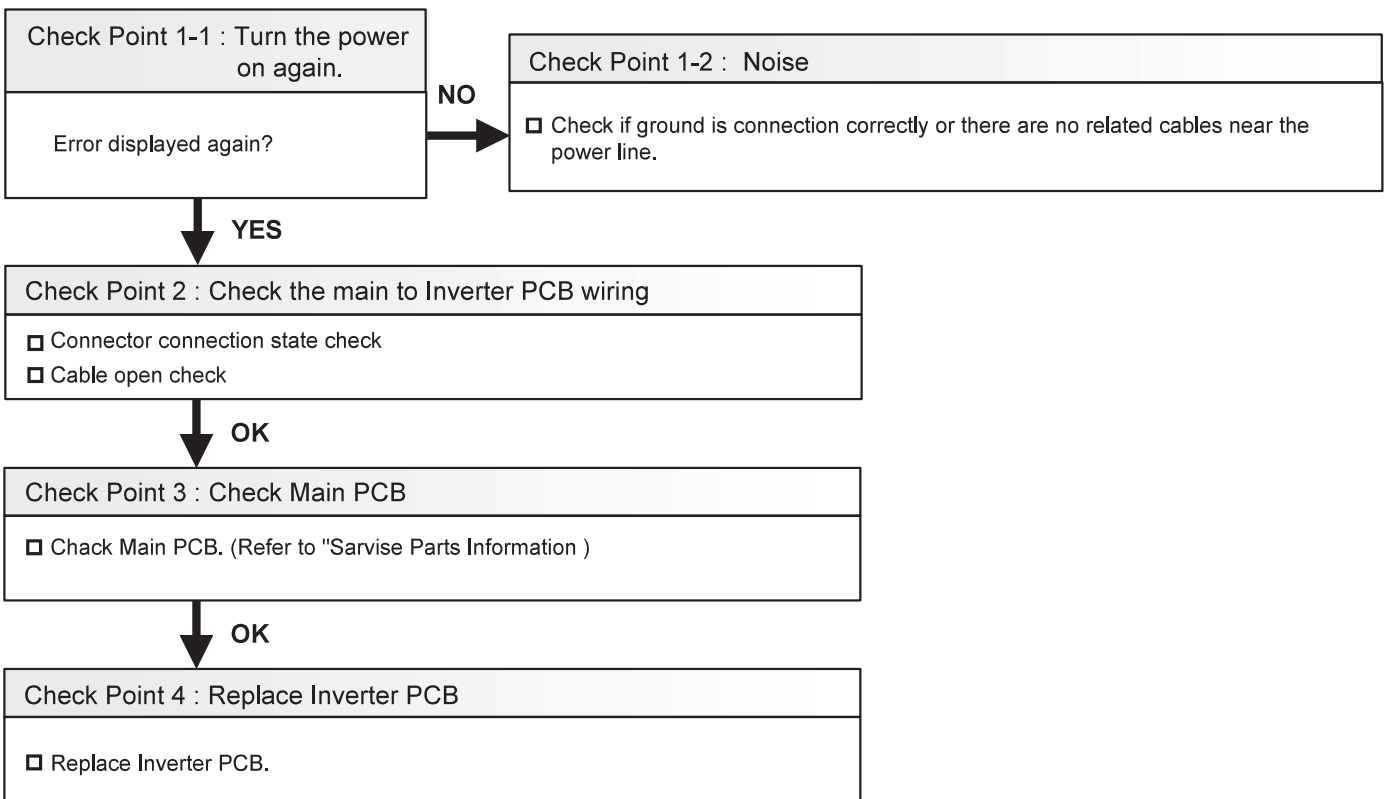 Check Point 1-1 : Turn the power
on again.
Error displayed again?
NO
Check Point 1-2 : Noise
Check if ground is connection correctly or there are no related cables near the
power line.
YES
Check Point 2 : Check the main to Inverter PCB wiring
Connector connection state check
Cable open check
OK
Check Point 3 : Check Main PCB
Chack Main PCB. (Refer to "Sarvise Parts Information )
OK
Check Point 4 : Replace Inverter PCB
Replace Inverter PCB.